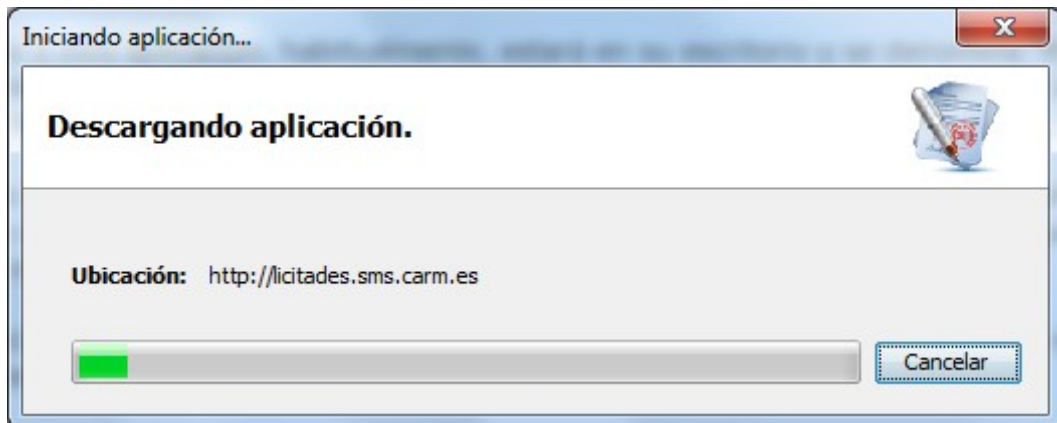 Iniciando aplicación...
Descargando aplicación.
Ubicación: http://licitades.sms.carm.es
Cancelar